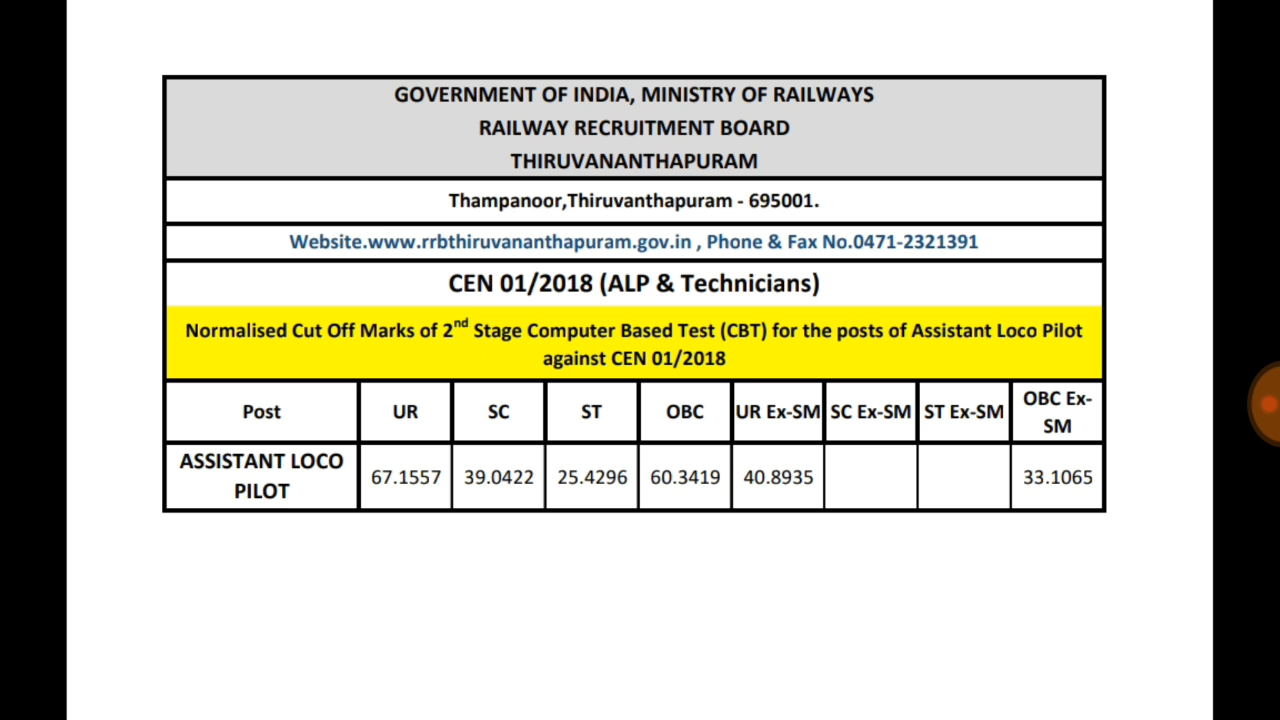 GOVERNMENT OF INDIA, MINISTRY OF RAILWAYS
RAILWAY RECRUITMENT BOARD
THIRUVANANTHAPURAM
Thampanoor,Thiruvanthapuram - 695001.
Website.www.rrbthiruvananthapuram.gov.in , Phone & Fax No.0471-2321391
CEN 01/2018 (ALP & Technicians)
Normalised Cut Off Marks of 2nd Stage Computer Based Test (CBT) for the posts of Assistant Loco Pilot
against CEN 01/2018
Post UR SC ST OBC UR Ex-SM SC Ex-SM ST Ex-SM OBC Ex-
SM
ASSISTANT LOCO
PILOT 67.1557 39.0422 25.4296 60.3419 40.8935 33.1065